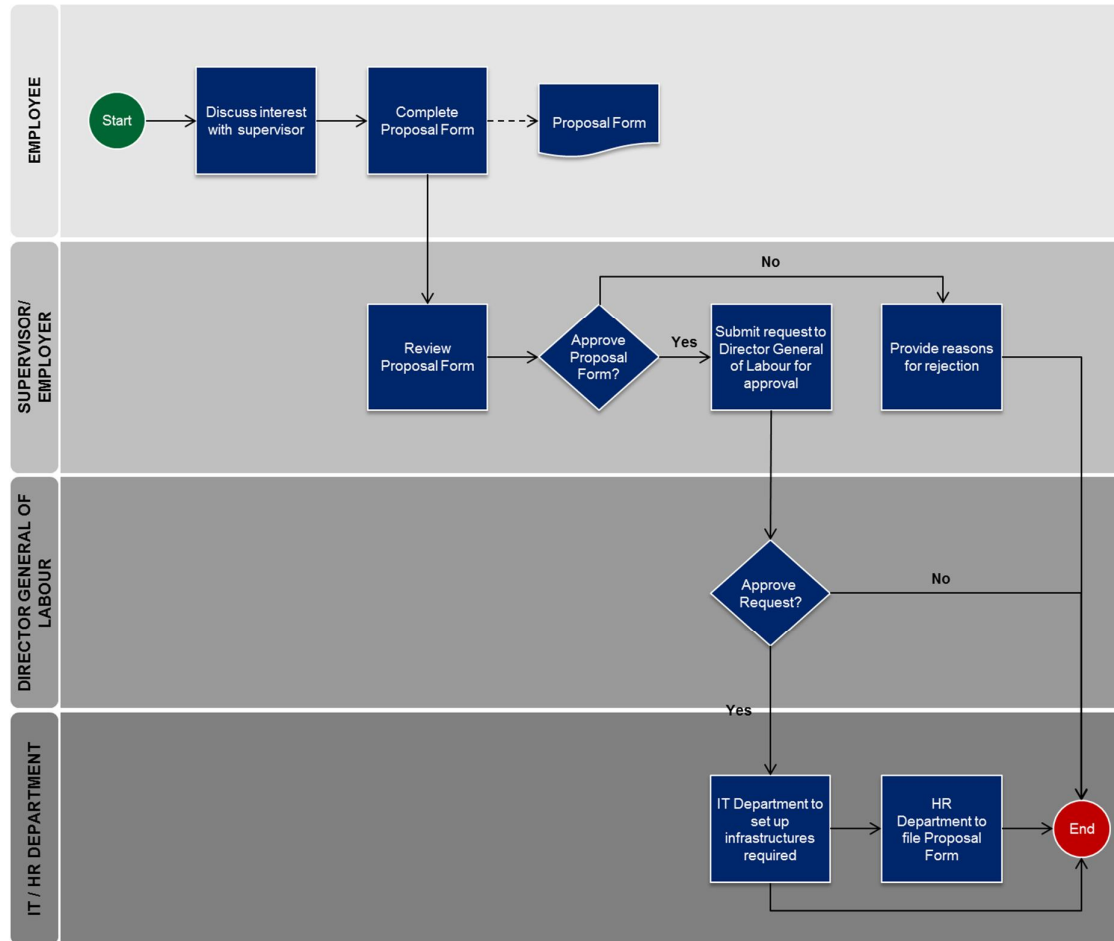 EMPLOYEE
Start
Discuss interest
with supervisor
Complete
Proposal Form
Proposal Form
SUPERVISOR/
EMPLOYER
No
Review
Proposal Form
Approve
Proposal
Form?
Yes
Submit request to
Director General
of Labour for
approval
Provide reasons
for rejection
DIRECTOR GENERAL OF
LABOUR
Approve
Request?
No
Yes
IT / HR DEPARTMENT
IT Department to
set up
infrastructures
required
HR
Department to
file Proposal
Form
End